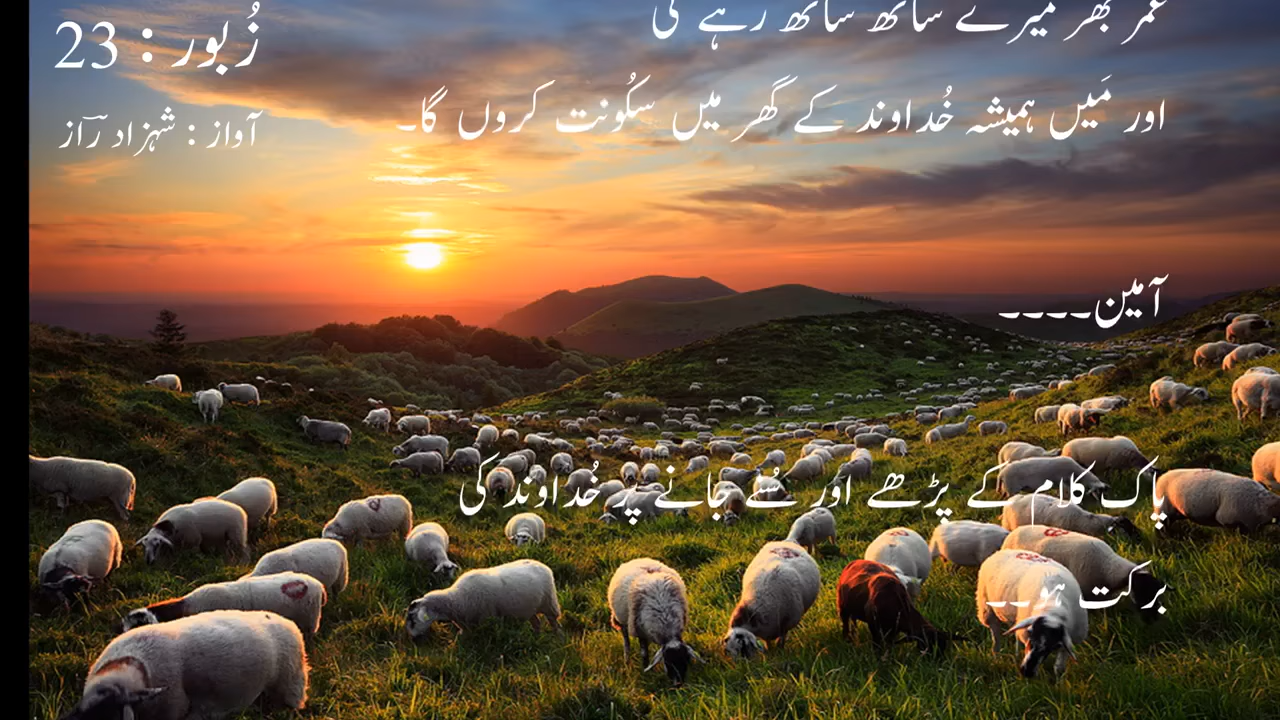 زُبور : 23
آواز : شہزاد رازؔ
عمر بھر میرے ساتھ ساتھ رہے گی
اور مَیں ہمیشہ خُداوند کے گھر میں سکُونت کروں گا۔
آمین۔۔۔۔
پاک کلام کے پڑھے اور سُنے جانے پر خُداوند کی
برکت ہو۔۔